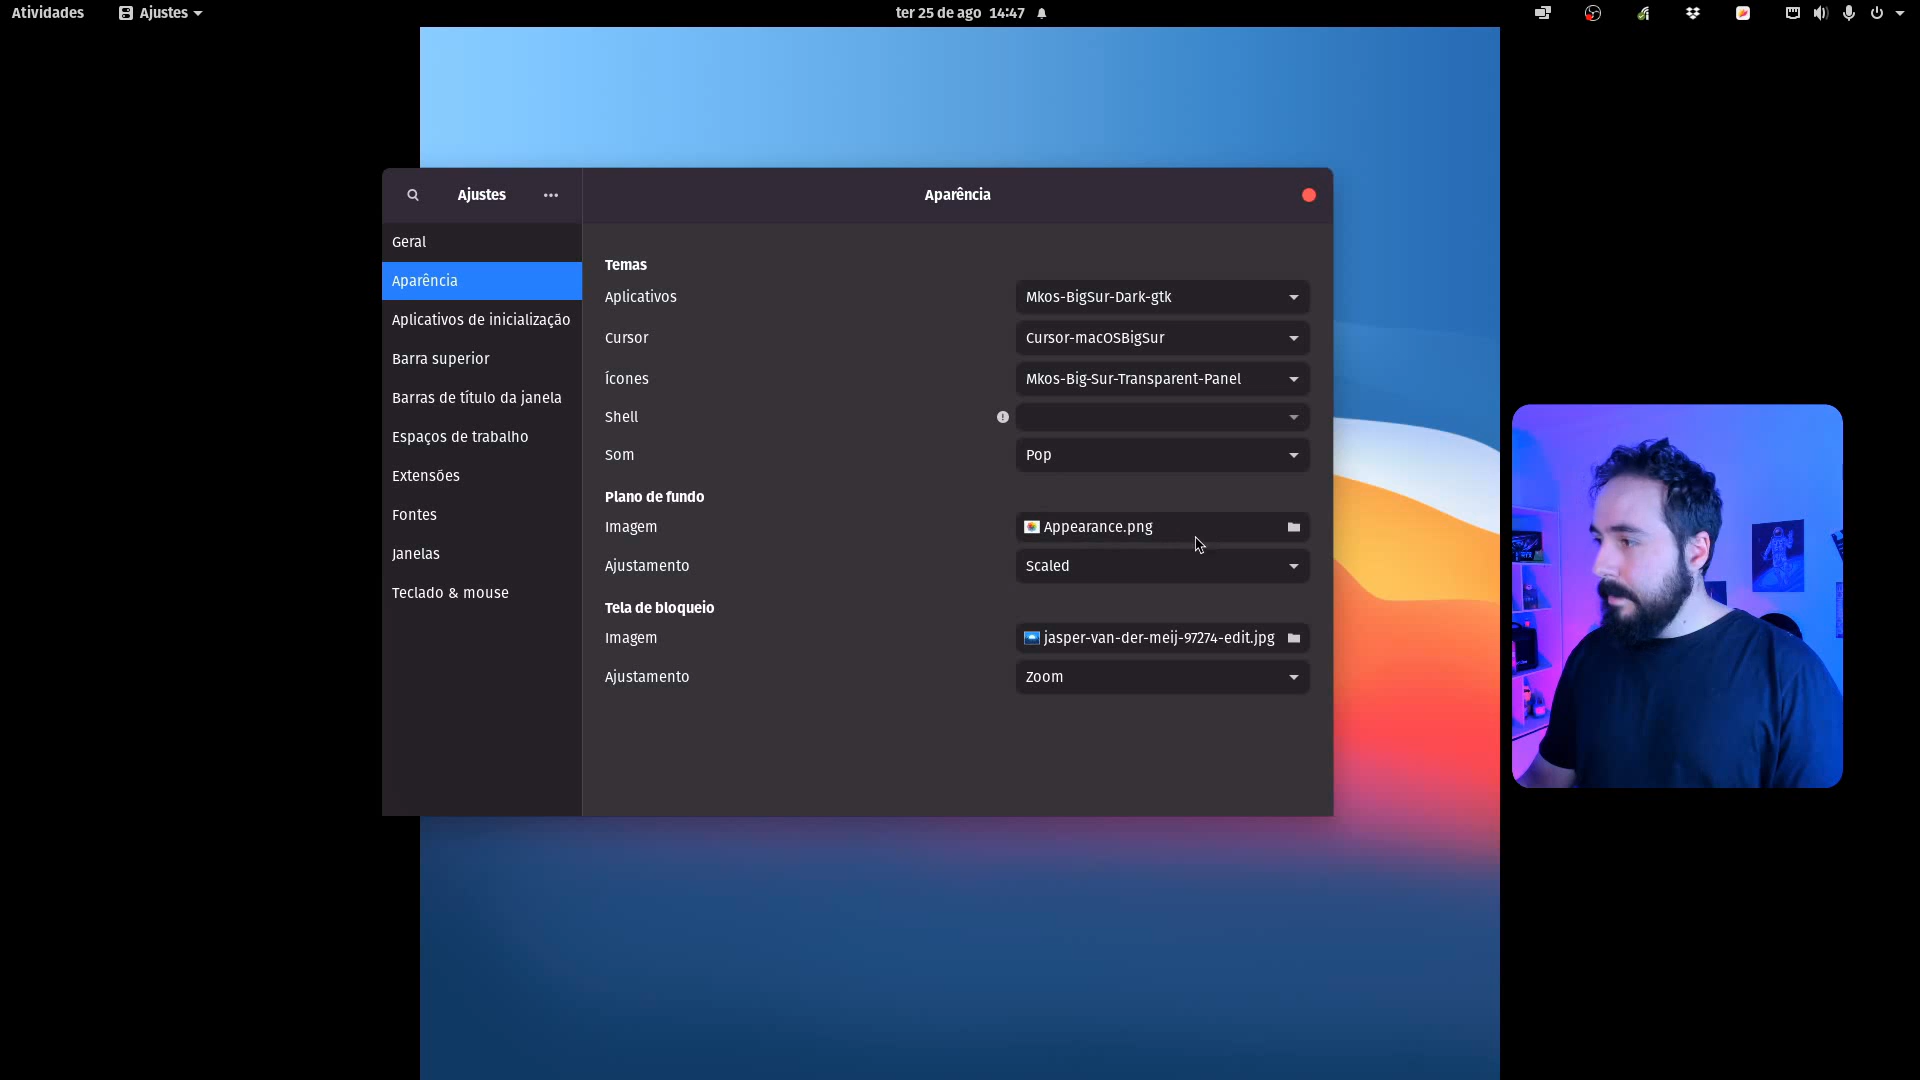 Atividades
Ajustes
ter 25 de ago 14:47
Ajustes
Aparência
Geral
Aparência
Aplicativos de inicialização
Barra superior
Barras de título da janela
Espaços de trabalho
Extensões
Fontes
Janelas
Teclado & mouse
Temas
Aplicativos
Mkos-BigSur-Dark-gtk
Cursor
Cursor-macOSBigSur
Ícones
Mkos-Big-Sur-Transparent-Panel
Shell
Som
Pop
Plano de fundo
Imagem
Appearance.png
Ajustamento
Scaled
Tela de bloqueio
Imagem
jasper-van-der-meij-97274-edit.jpg
Ajustamento
Zoom